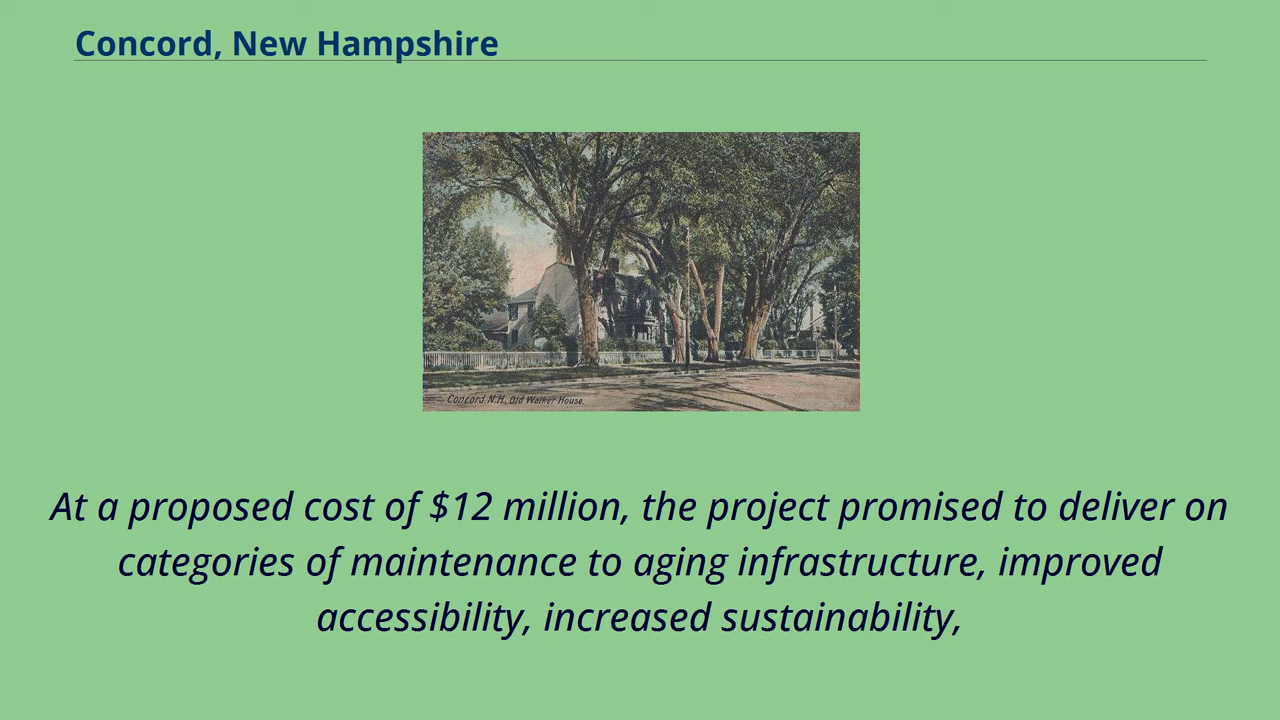 Concord, New Hampshire
Concord, N.H. Old Walker House.
At a proposed cost of $12 million, the project promised to deliver on
categories of maintenance to aging infrastructure, improved
accessibility, increased sustainability,